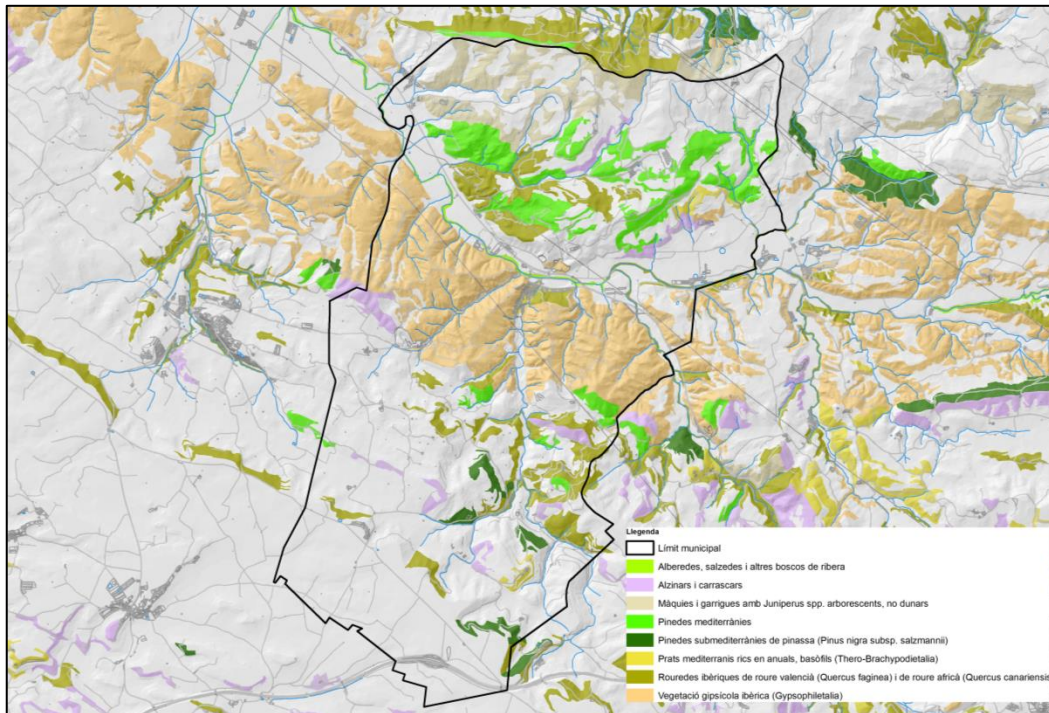 Llegenda
Límit municipal
Alberedes, salzedes i altres boscos de ribera
Alzinars i carrascars
Màquies i garrigues amb Juniperus spp. arborescents, no dunars
Pinedes mediterrànies
Pinedes submediterrànies de pinassa (Pinus nigra subsp. salzmannii)
Prats mediterranis rics en anuals, basòfils (Thero-Brachypodietalia)
Rouredes ibèriques de roure valencià (Quercus faginea) i de roure africà (Quercus canariensis
Vegetació gipsícola ibèrica (Gypsophiletalia)